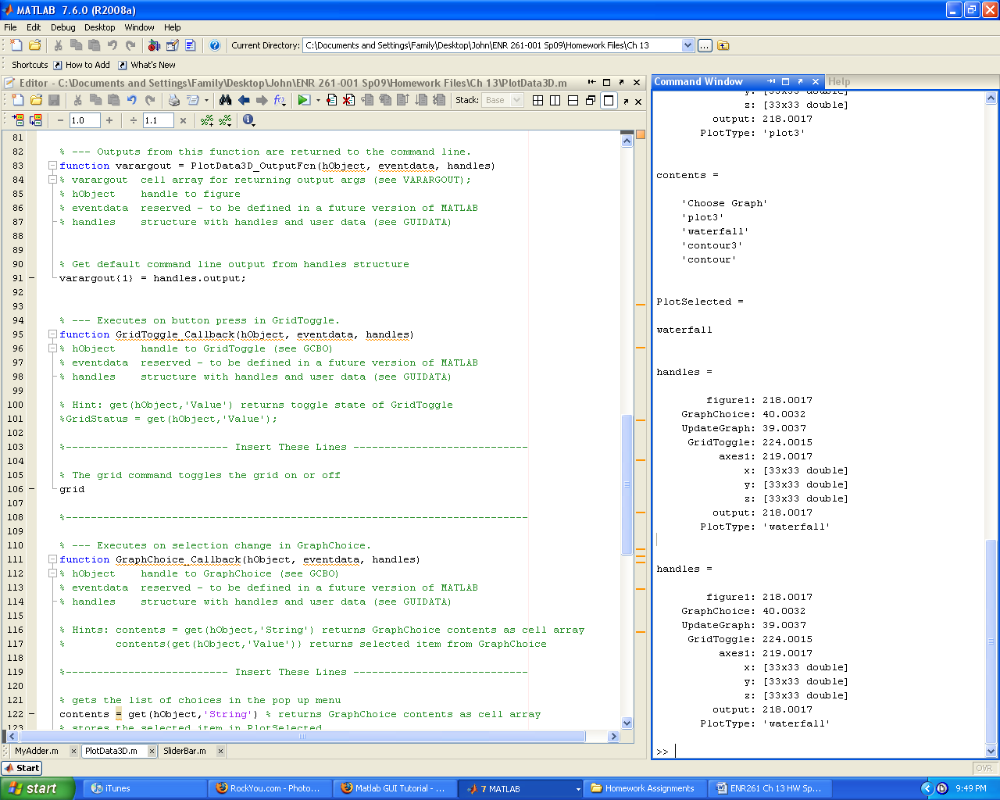 MATLAB 7.6.0 (R2008a)
File Edit Debug Desktop Window Help
Current Directory: C:\Documents and Settings\Family\Desktop\John\ENR 261-001 Sp09\Homework Files\Ch 13
Shortcuts How to Add What's New
Editor - C:\Documents and Settings\Family\Desktop\John\ENR 261-001 Sp09\Homework Files\Ch 13\PlotData3D.m
Stack: Base
− 1.0 + ÷ 1.1 ×
81
82 % --- Outputs from this function are returned to the command line.
83 function varargout = PlotData3D_OutputFcn(hObject, eventdata, handles)
84 % varargout  cell array for returning output args (see VARARGOUT);
85 % hObject    handle to figure
86 % eventdata  reserved - to be defined in a future version of MATLAB
87 % handles    structure with handles and user data (see GUIDATA)
88
89
90 % Get default command line output from handles structure
91 varargout{1} = handles.output;
92
93
94 % --- Executes on button press in GridToggle.
95 function GridToggle_Callback(hObject, eventdata, handles)
96 % hObject    handle to GridToggle (see GCBO)
97 % eventdata  reserved - to be defined in a future version of MATLAB
98 % handles    structure with handles and user data (see GUIDATA)
99
100 % Hint: get(hObject,'Value') returns toggle state of GridToggle
101 %GridStatus = get(hObject,'Value');
102
103 %-------------------------- Insert These Lines ----------------------------
104
105 % The grid command toggles the grid on or off
106 grid
107
108 %--------------------------------------------------------------------------
109
110 % --- Executes on selection change in GraphChoice.
111 function GraphChoice_Callback(hObject, eventdata, handles)
112 % hObject    handle to GraphChoice (see GCBO)
113 % eventdata  reserved - to be defined in a future version of MATLAB
114 % handles    structure with handles and user data (see GUIDATA)
115
116 % Hints: contents = get(hObject,'String') returns GraphChoice contents as cell array
117 %        contents{get(hObject,'Value')} returns selected item from GraphChoice
118
119 %-------------------------- Insert These Lines ----------------------------
120
121 % gets the list of choices in the pop up menu
122 contents = get(hObject,'String') % returns GraphChoice contents as cell array
123 % stores the selected item in PlotSelected
MyAdder.m PlotData3D.m SliderBar.m
Command Window Help
y: [33x33 double]
z: [33x33 double]
output: 218.0017
PlotType: 'plot3'
contents =
'Choose Graph'
'plot3'
'waterfall'
'contour3'
'contour'
PlotSelected =
waterfall
handles =
figure1: 218.0017
GraphChoice: 40.0032
UpdateGraph: 39.0037
GridToggle: 224.0015
axes1: 219.0017
x: [33x33 double]
y: [33x33 double]
z: [33x33 double]
output: 218.0017
PlotType: 'waterfall'
handles =
figure1: 218.0017
GraphChoice: 40.0032
UpdateGraph: 39.0037
GridToggle: 224.0015
axes1: 219.0017
x: [33x33 double]
y: [33x33 double]
z: [33x33 double]
output: 218.0017
PlotType: 'waterfall'
>>
Start OVR
start iTunes RockYou.com - Photo... Matlab GUI Tutorial - ... 7 MATLAB Homework Assignments ENR261 Ch 13 HW Sp... 9:49 PM